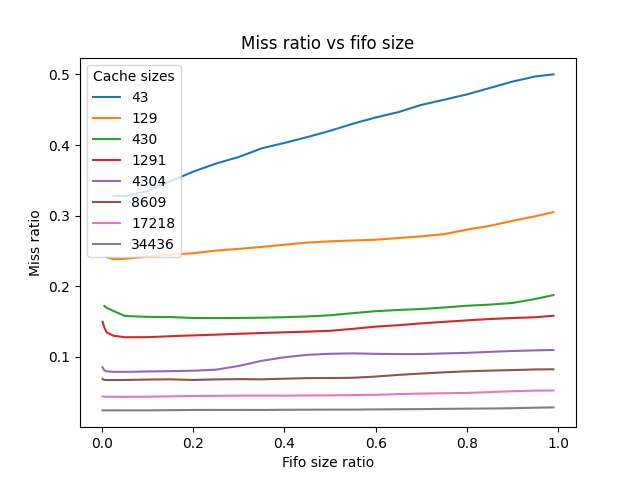 Miss ratio vs fifo size
Cache sizes
43
129
430
1291
4304
8609
17218
34436
0.5
0.4
0.3
0.2
0.1
Miss ratio
0.0 0.2 0.4 0.6 0.8 1.0
Fifo size ratio